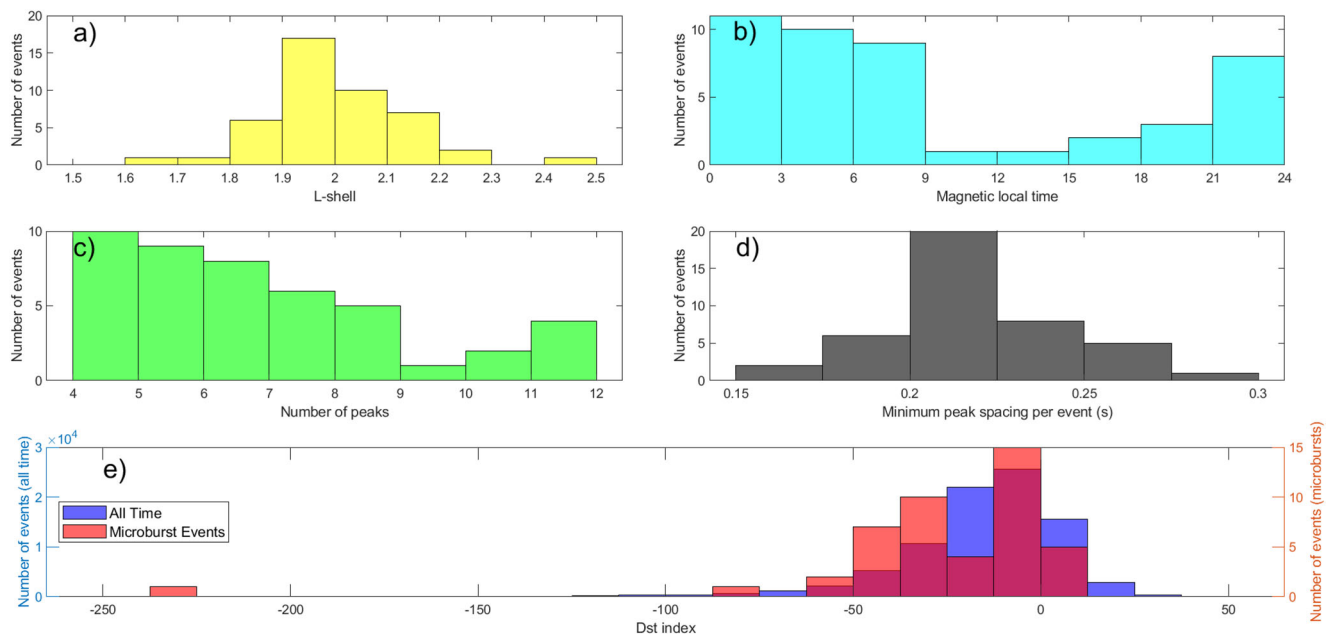 a)
Number of events
20
15
10
5
0
1.5 1.6 1.7 1.8 1.9 2 2.1 2.2 2.3 2.4 2.5
L-shell
b)
Number of events
10
5
0
0 3 6 9 12 15 18 21 24
Magnetic local time
c)
Number of events
10
5
0
4 5 6 7 8 9 10 11 12
Number of peaks
d)
Number of events
20
15
10
5
0
0.15 0.2 0.25 0.3
Minimum peak spacing per event (s)
e)
Number of events (all time)
×10⁴
3
2
1
0
All Time
Microburst Events
-250 -200 -150 -100 -50 0 50
Dst index
15
10
5
0
Number of events (microbursts)